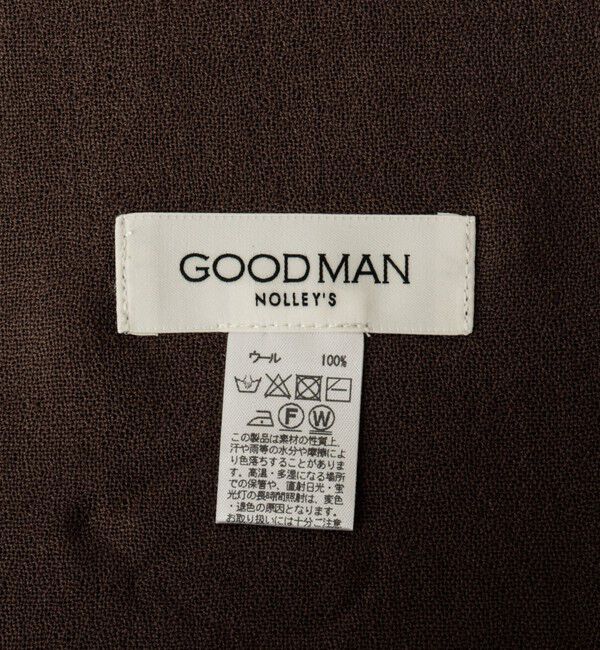 GOODMAN
NOLLEY'S
ウール 100%
F W
この製品は素材の性質上、
汗や雨等の水分や摩擦によ
り色落ちすることがありま
す。高温・多湿になる場所
での保管や、直射日光・蛍
光灯の長時間照射は、変色
・退色の原因となります。
お取り扱いには十分ご注意